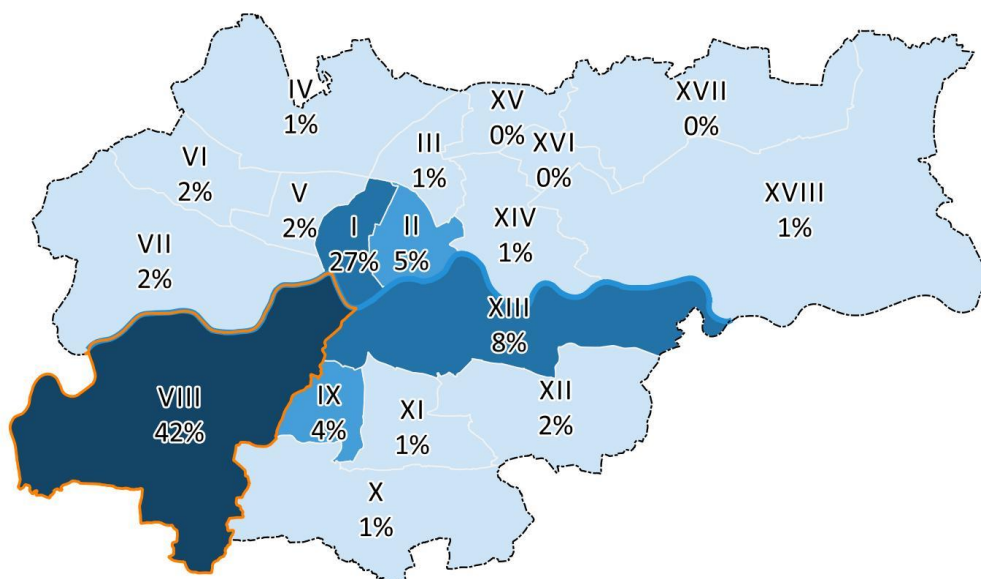 IV
1%
XV
0%
XVII
0%
III
1%
XVI
0%
VI
2%
V
2%
XVIII
1%
I
27%
II
5%
XIV
1%
VII
2%
XIII
8%
VIII
42%
IX
4%
XI
1%
XII
2%
X
1%